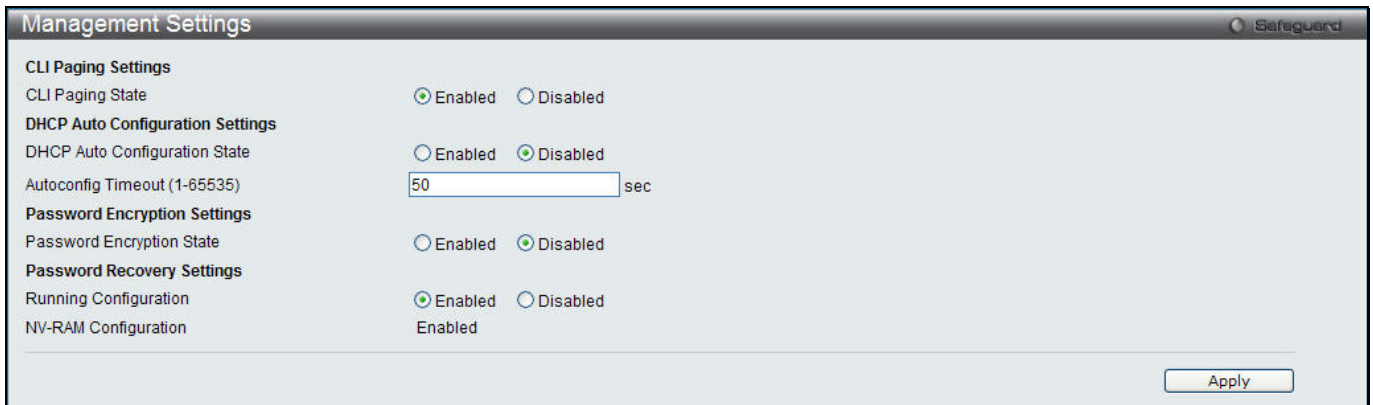 Management Settings
Safeguard
CLI Paging Settings
CLI Paging State Enabled Disabled
DHCP Auto Configuration Settings
DHCP Auto Configuration State Enabled Disabled
Autoconfig Timeout (1-65535) 50 sec
Password Encryption Settings
Password Encryption State Enabled Disabled
Password Recovery Settings
Running Configuration Enabled Disabled
NV-RAM Configuration Enabled
Apply